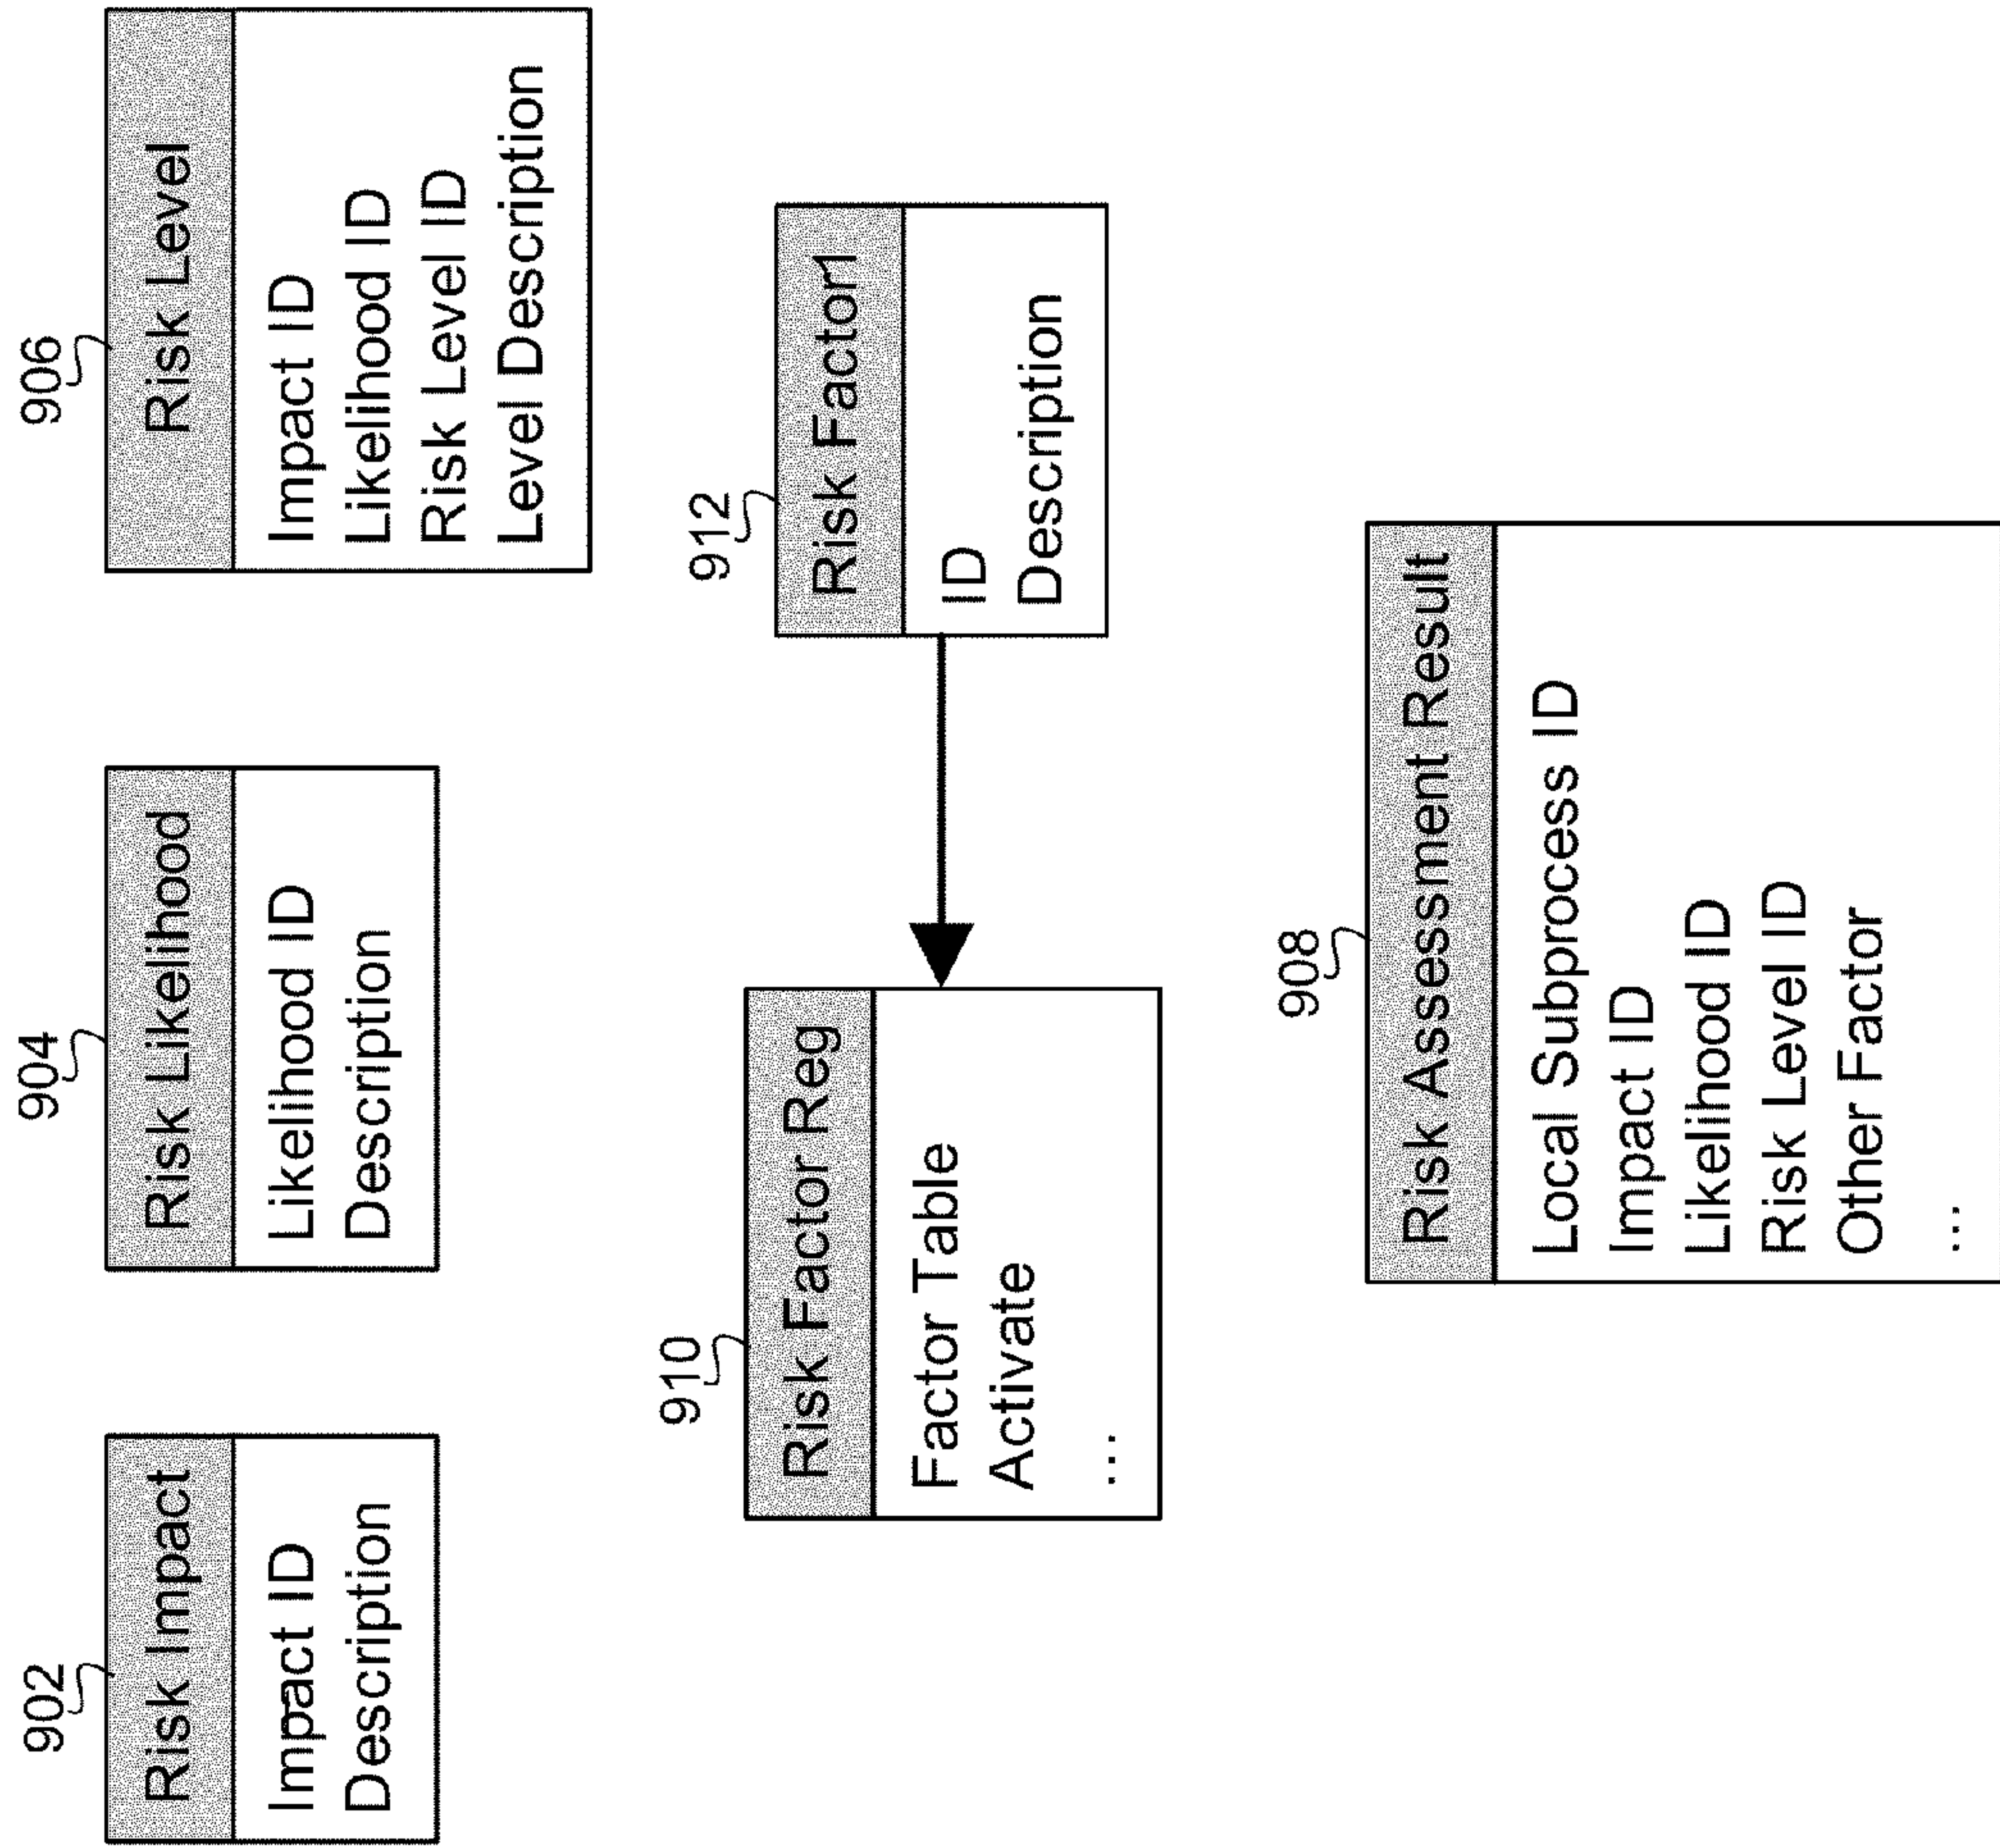 902
Risk Impact
Impact ID
Description
904
Risk Likelihood
Likelihood ID
Description
906
Risk Level
Impact ID
Likelihood ID
Risk Level ID
Level Description
910
Risk Factor Reg
Factor Table
Activate
...
912
Risk Factor1
ID
Description
908
Risk Assessment Result
Local Subprocess ID
Impact ID
Likelihood ID
Risk Level ID
Other Factor
...